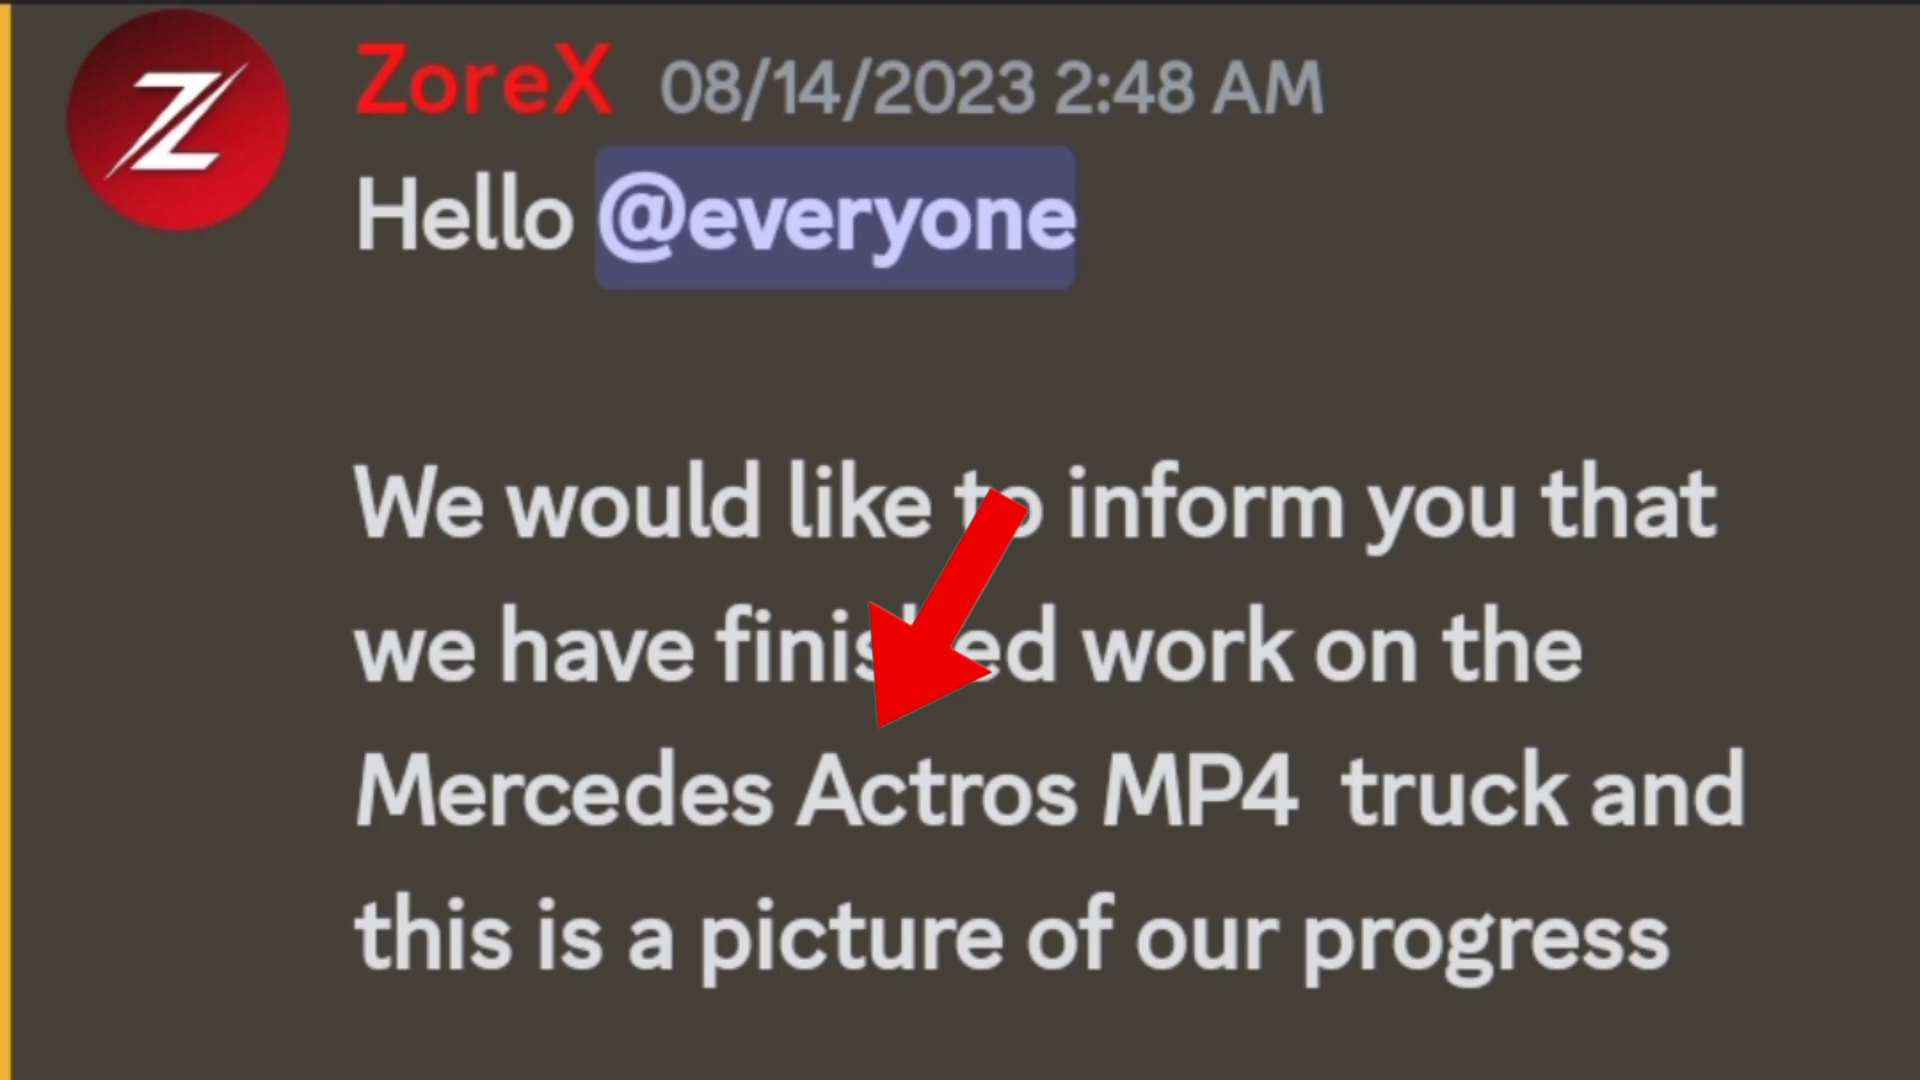 ZoreX 08/14/2023 2:48 AM
Hello @everyone
We would like to inform you that
we have finished work on the
Mercedes Actros MP4 truck and
this is a picture of our progress